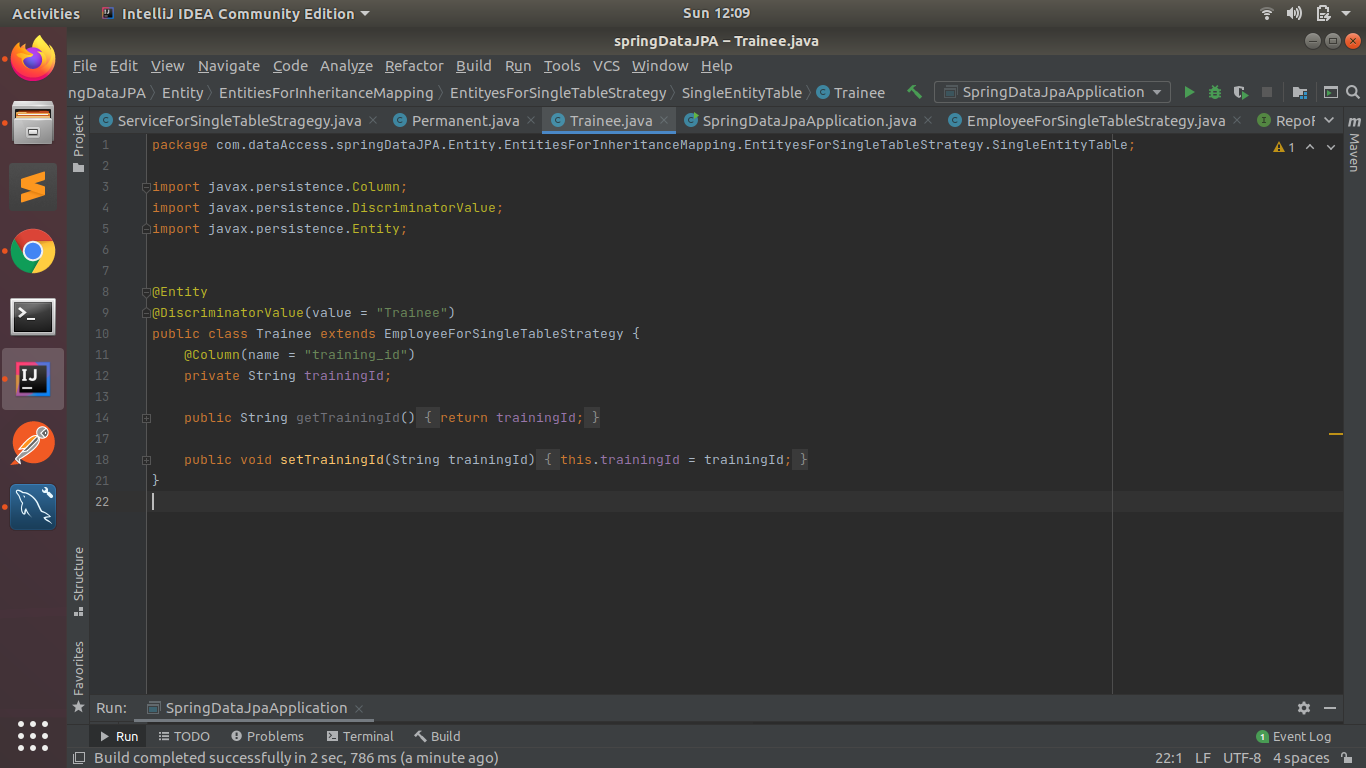 Activities IntelliJ IDEA Community Edition Sun 12:09
springDataJPA – Trainee.java
File Edit View Navigate Code Analyze Refactor Build Run Tools VCS Window Help
ngDataJPA Entity EntitiesForInheritanceMapping EntityesForSingleTableStrategy SingleEntityTable Trainee SpringDataJpaApplication
ServiceForSingleTableStragegy.java Permanent.java Trainee.java SpringDataJpaApplication.java EmployeeForSingleTableStrategy.java RepoF
Project
Maven
1 package com.dataAccess.springDataJPA.Entity.EntitiesForInheritanceMapping.EntityesForSingleTableStrategy.SingleEntityTable; 1
2
3 import javax.persistence.Column;
4 import javax.persistence.DiscriminatorValue;
5 import javax.persistence.Entity;
6
7
8 @Entity
9 @DiscriminatorValue(value = "Trainee")
10 public class Trainee extends EmployeeForSingleTableStrategy {
11 @Column(name = "training_id")
12 private String trainingId;
13
14 public String getTrainingId() { return trainingId; }
17
18 public void setTrainingId(String trainingId) { this.trainingId = trainingId; }
21 }
22
Structure
Favorites
Run: SpringDataJpaApplication
Run TODO Problems Terminal Build 1 Event Log
Build completed successfully in 2 sec, 786 ms (a minute ago) 22:1 LF UTF-8 4 spaces